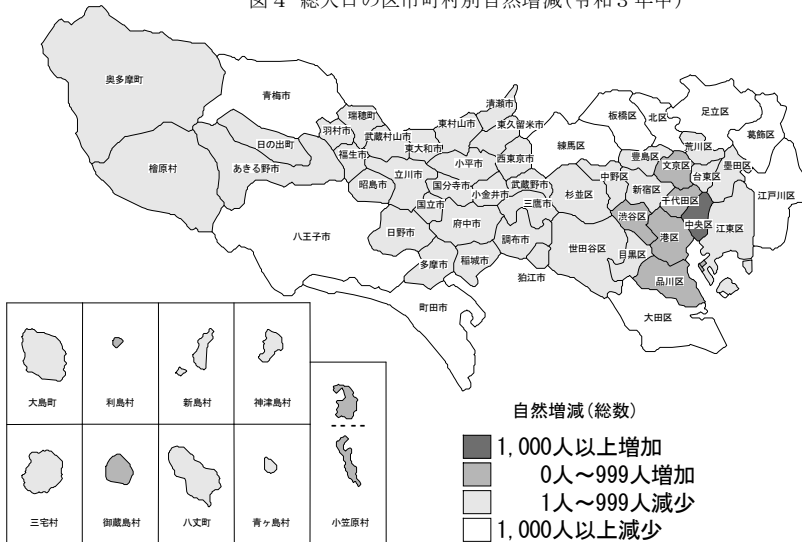 図4 総人口の区市町村別自然増減(令和3年中)
奥多摩町
青梅市
清瀬市
瑞穂町
東村山市
東久留米市
板橋区
北区
足立区
羽村市
武蔵村山市
練馬区
葛飾区
日の出町
東大和市
荒川区
福生市
西東京市
豊島区
文京区
墨田区
檜原村
あきる野市
立川市
小平市
中野区
台東区
昭島市
国分寺市
小金井市
武蔵野市
杉並区
新宿区
江戸川区
国立市
三鷹市
千代田区
日野市
府中市
渋谷区
中央区
江東区
八王子市
調布市
世田谷区
港区
目黒区
多摩市
稲城市
狛江市
品川区
町田市
大田区
大島町
利島村
新島村
神津島村
三宅村
御蔵島村
八丈町
青ヶ島村
小笠原村
自然増減(総数)
1,000人以上増加
0人～999人増加
1人～999人減少
1,000人以上減少